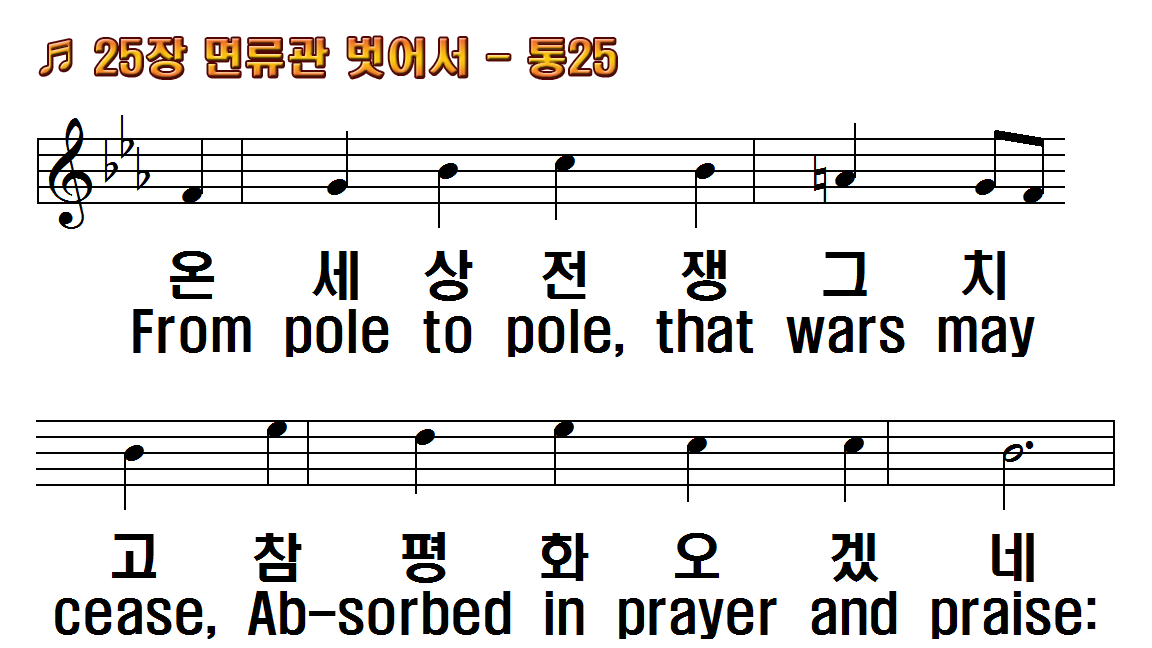 ♬ 25장 면류관 벗어서 - 통25
온 세 상 전 쟁 그 치
From pole to pole, that wars may
고 참 평 화 오 겠 네
cease, Ab-sorbed in prayer and praise: